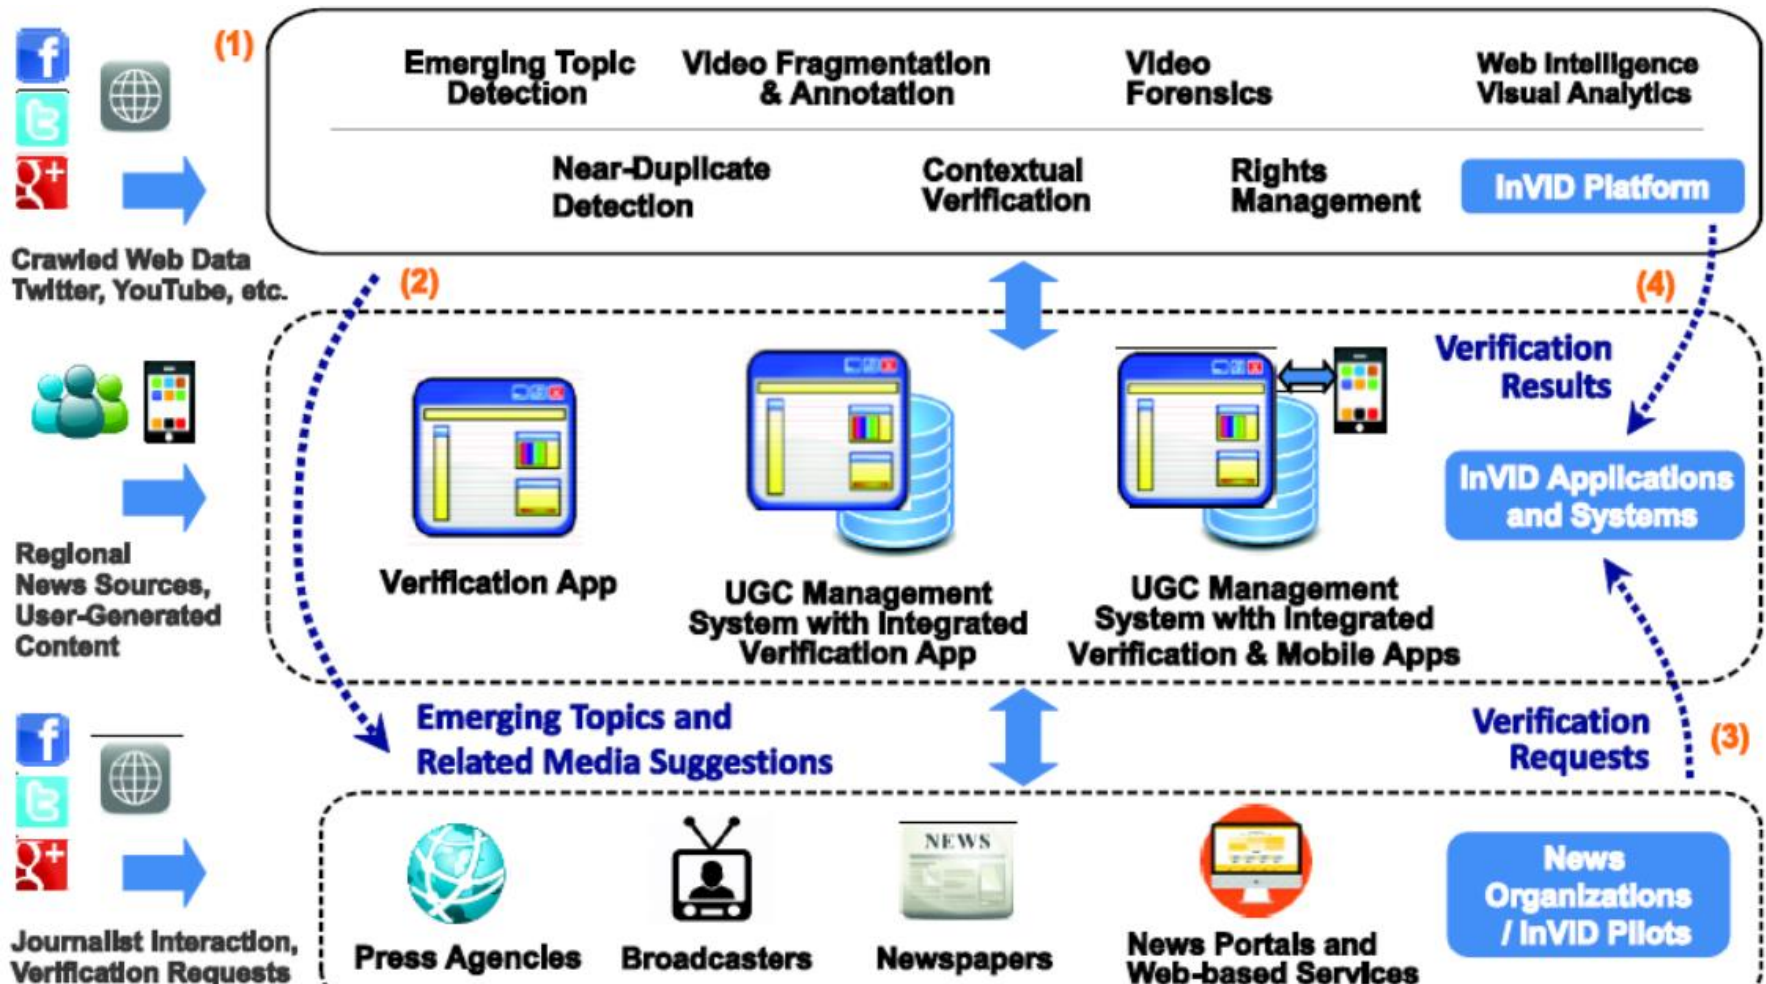 (1)
Emerging Topic
Detection
Video Fragmentation
& Annotation
Video
Forensics
Web Intelligence
Visual Analytics
Near-Duplicate
Detection
Contextual
Verification
Rights
Management
InVID Platform
f
t
g+
Crawled Web Data
Twitter, YouTube, etc.
(2)
(4)
Verification
Results
InVID Applications
and Systems
Regional
News Sources,
User-Generated
Content
Verification App
UGC Management
System with Integrated
Verification App
UGC Management
System with Integrated
Verification & Mobile Apps
Emerging Topics and
Related Media Suggestions
Verification
Requests
(3)
f
t
g+
Journalist Interaction,
Verification Requests
NEWS
Press Agencies
Broadcasters
Newspapers
News Portals and
Web-based Services
News
Organizations
/ InVID Pilots